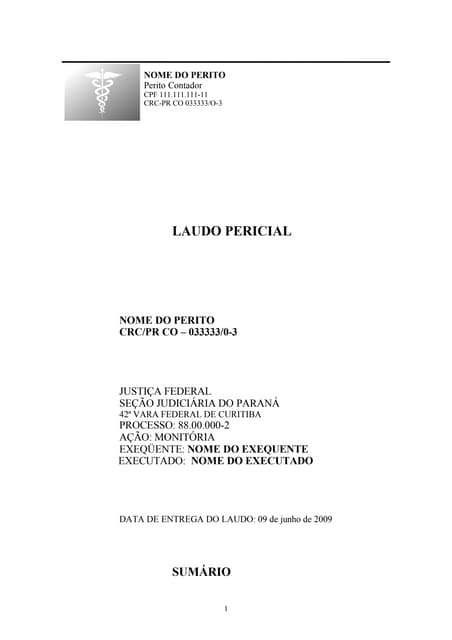 NOME DO PERITO
Perito Contador
CPF 111.111.111-11
CRC-PR CO 033333/O-3
LAUDO PERICIAL
NOME DO PERITO
CRC/PR CO – 033333/0-3
JUSTIÇA FEDERAL
SEÇÃO JUDICIÁRIA DO PARANÁ
42ª VARA FEDERAL DE CURITIBA
PROCESSO: 88.00.000-2
AÇÃO: MONITÓRIA
EXEQÜENTE: NOME DO EXEQUENTE
EXECUTADO: NOME DO EXECUTADO
DATA DE ENTREGA DO LAUDO: 09 de junho de 2009
SUMÁRIO
1